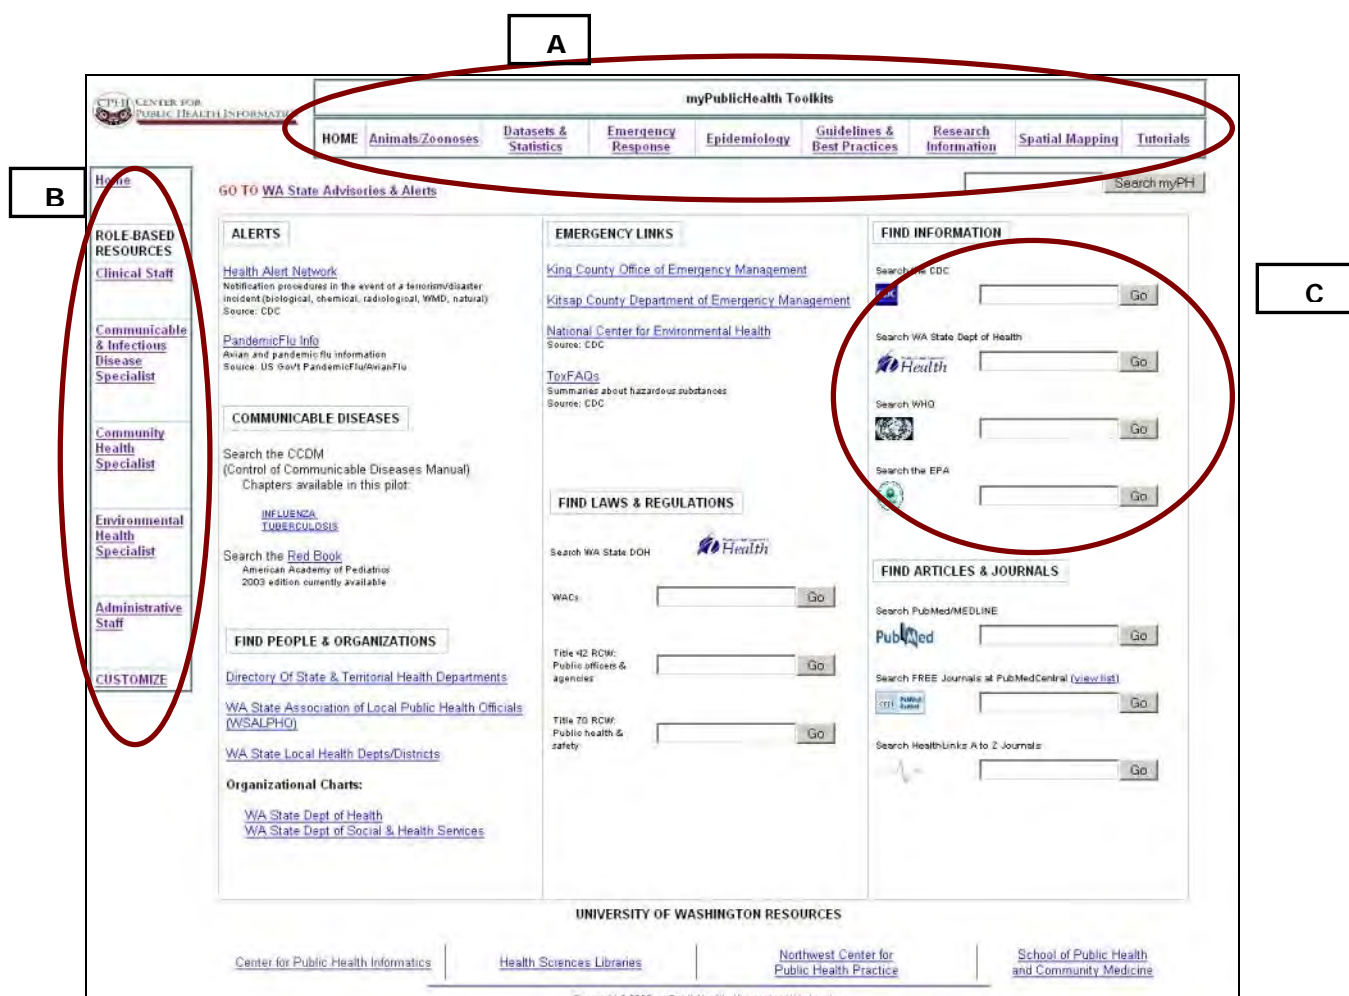 A
CPHI CENTER FOR
PUBLIC HEALTH INFORMATICS
myPublicHealth Toolkits
HOME
Animals/Zoonoses
Datasets &
Statistics
Emergency
Response
Epidemiology
Guidelines &
Best Practices
Research
Information
Spatial Mapping
Tutorials
B
Home
ROLE-BASED
RESOURCES
Clinical Staff
Communicable
& Infectious
Disease
Specialist
Community
Health
Specialist
Environmental
Health
Specialist
Administrative
Staff
CUSTOMIZE
GO TO WA State Advisories & Alerts
Search myPH
ALERTS
Health Alert Network
Notification procedures in the event of a terrorism/disaster
incident (biological, chemical, radiological, WMD, natural)
Source: CDC
PandemicFlu Info
Avian and pandemic flu information
Source: US Gov't PandemicFlu/AvianFlu
COMMUNICABLE DISEASES
Search the CCDM
(Control of Communicable Diseases Manual)
Chapters available in this pilot:
INFLUENZA
TUBERCULOSIS
Search the Red Book
American Academy of Pediatrics
2003 edition currently available
FIND PEOPLE & ORGANIZATIONS
Directory Of State & Territorial Health Departments
WA State Association of Local Public Health Officials
(WSALPHO)
WA State Local Health Depts/Districts
Organizational Charts:
WA State Dept of Health
WA State Dept of Social & Health Services
EMERGENCY LINKS
King County Office of Emergency Management
Kitsap County Department of Emergency Management
National Center for Environmental Health
Source: CDC
ToxFAQs
Summaries about hazardous substances
Source: CDC
FIND LAWS & REGULATIONS
Search WA State DOH
Health
WACs
Go
Title 42 RCW:
Public officers &
agencies
Go
Title 70 RCW:
Public health &
safety
Go
FIND INFORMATION
Search the CDC
Go
Search WA State Dept of Health
Health
Go
Search WHO
Go
Search the EPA
Go
C
FIND ARTICLES & JOURNALS
Search PubMed/MEDLINE
PubMed
Go
Search FREE Journals at PubMedCentral (view list)
Go
Search HealthLinks A to Z Journals
Go
UNIVERSITY OF WASHINGTON RESOURCES
Center for Public Health Informatics
Health Sciences Libraries
Northwest Center for
Public Health Practice
School of Public Health
and Community Medicine